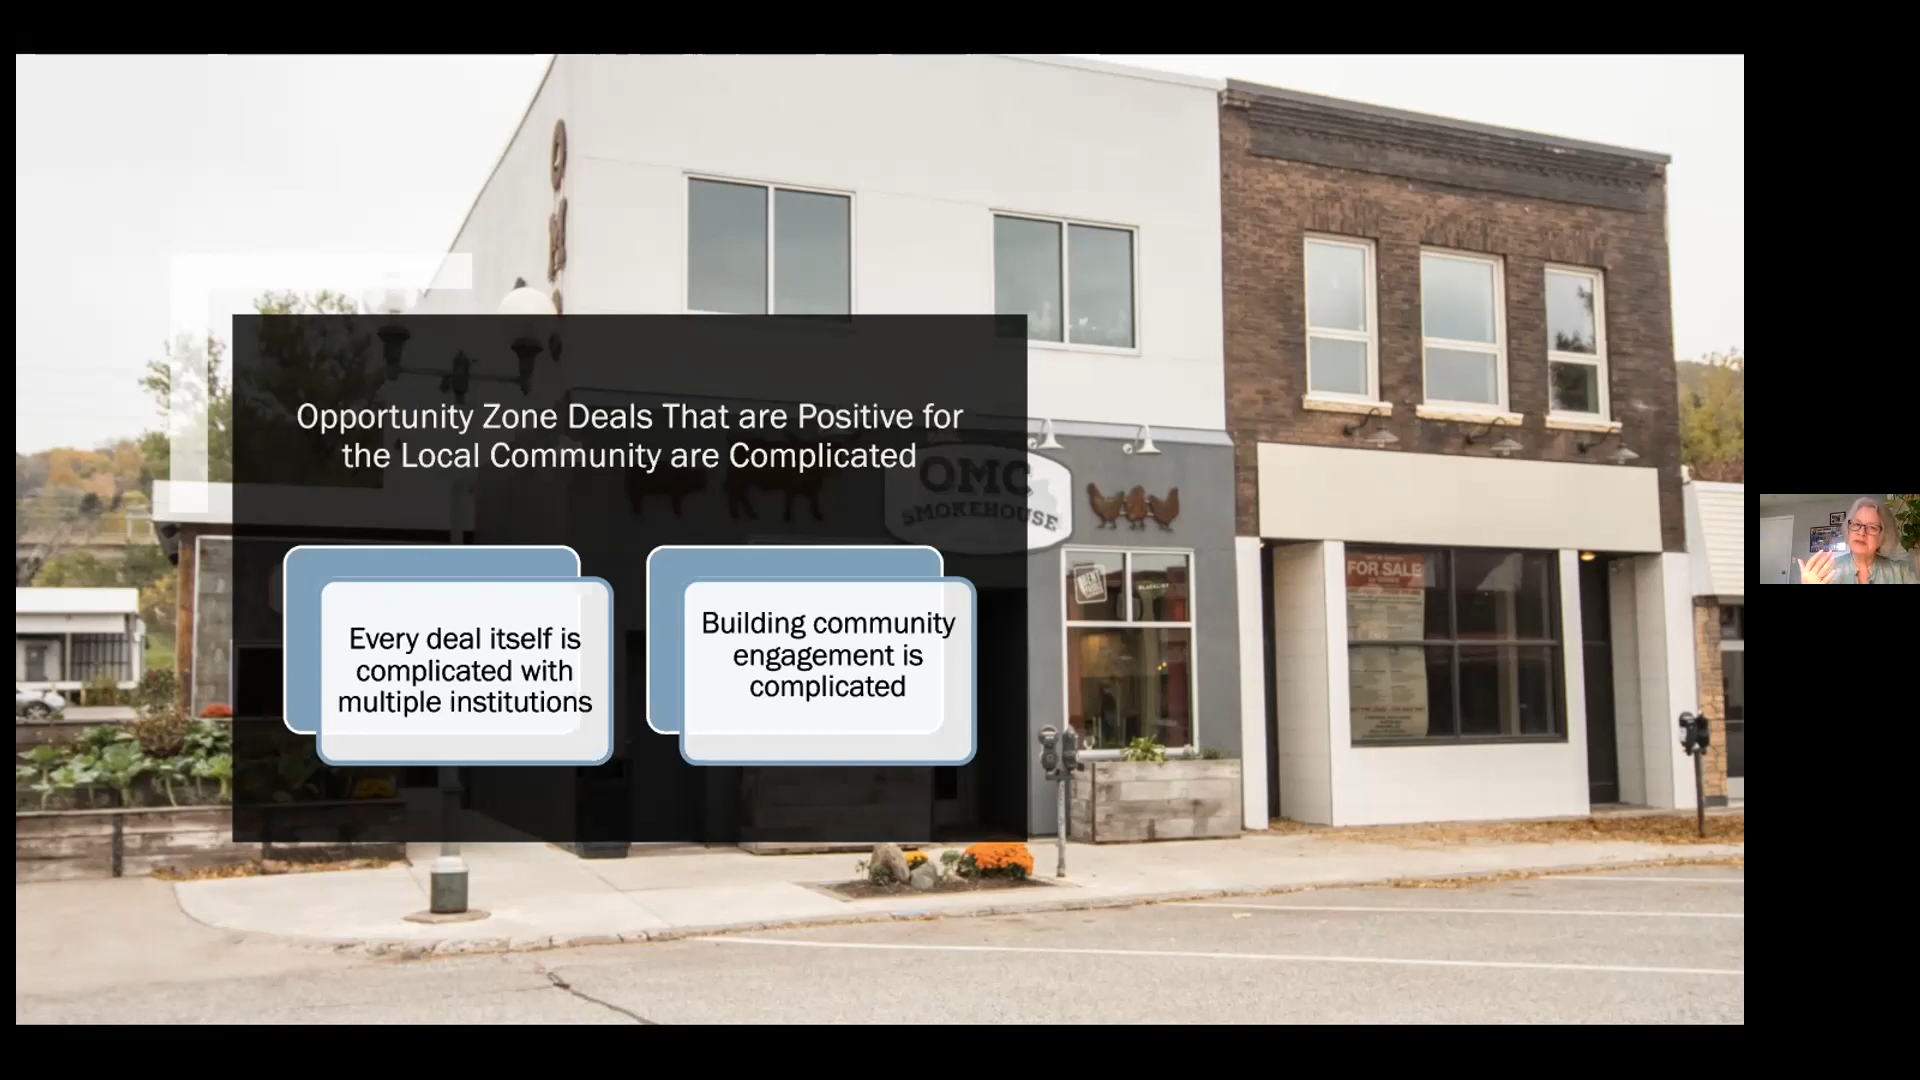 OMC
Opportunity Zone Deals That are Positive for
the Local Community are Complicated
OMC
SMOKEHOUSE
Every deal itself is
complicated with
multiple institutions
Building community
engagement is
complicated
FOR SALE